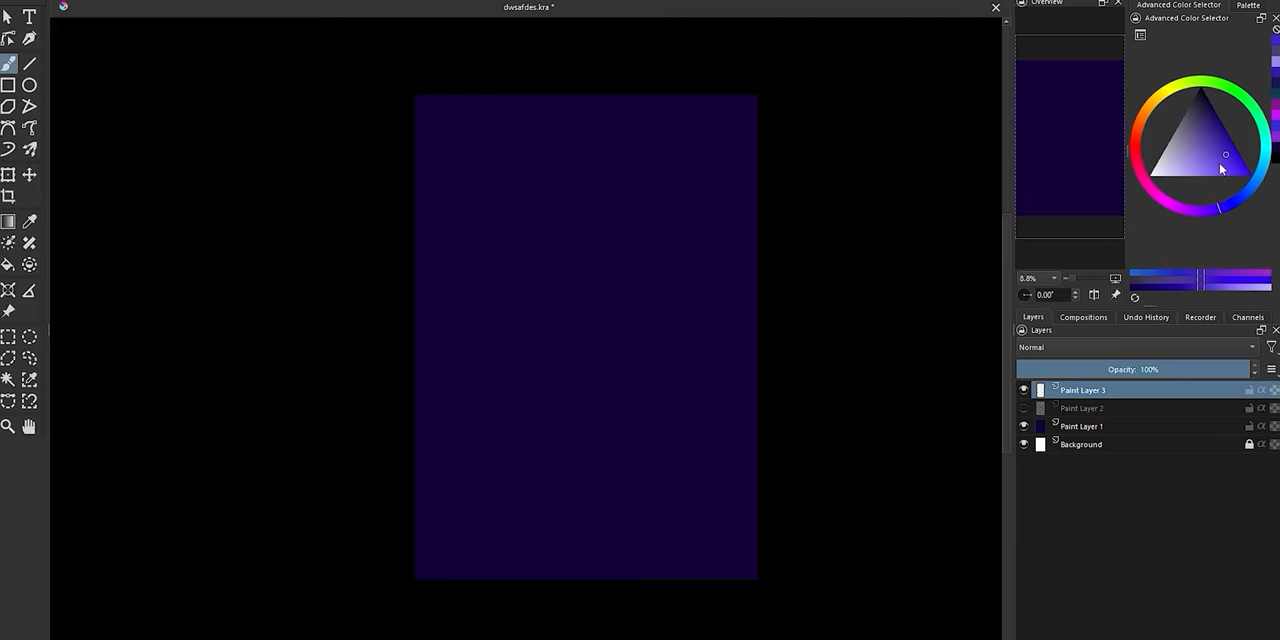 dwsafdes.kra *
Overview
Advanced Color Selector
Palette
Advanced Color Selector
T
8.8%
0.00°
Layers
Compositions
Undo History
Recorder
Channels
Layers
Normal
Opacity: 100%
Paint Layer 3
Paint Layer 2
Paint Layer 1
Background